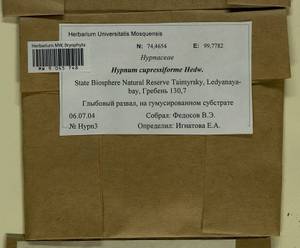 Herbarium Universitatis Mosquensis
Herbarium MW, Bryophyta
N: 74,4654 E: 99,7782
Hypnaceae
Hypnum cupressiforme Hedw.
State Biosphere Natural Reserve Taimyrsky, Ledyanaya-
bay, Гребень 130,7
Глыбовый развал, на гумусированном субстрате
06.07.04 Собрал: Федосов В.Э.
№ Hypn3 Определил: Игнатова Е.А.